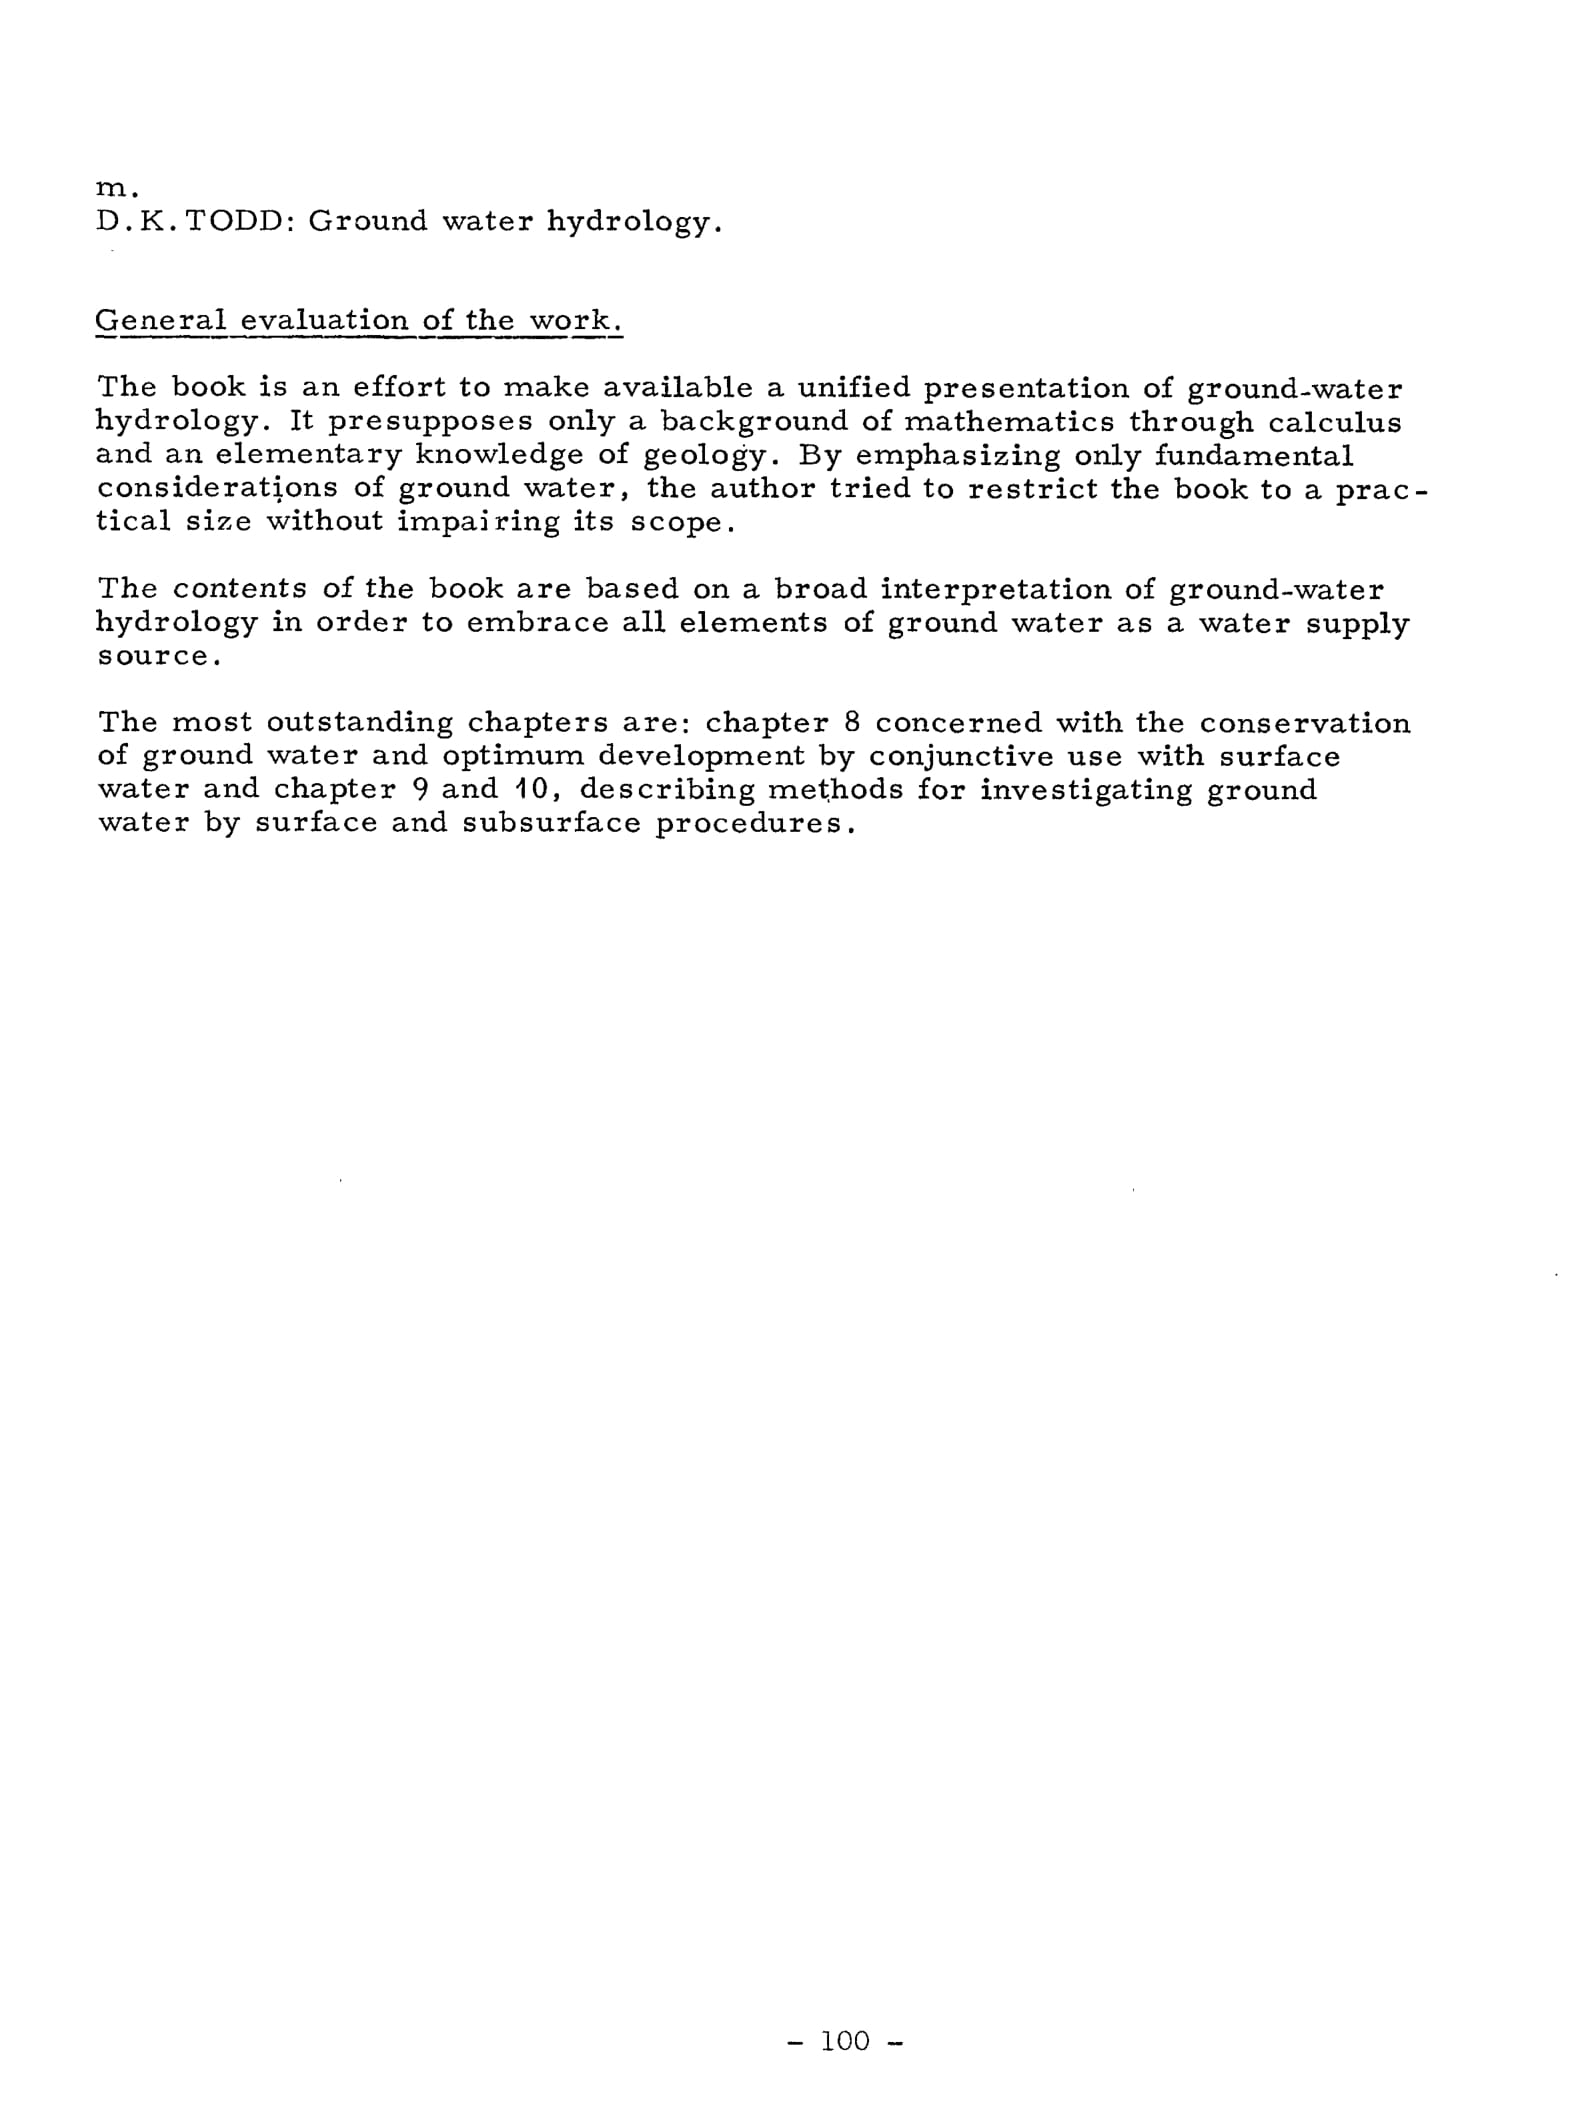 m.
D.K.TODD: Ground water hydrology.
General evaluation of the work.
The book is an effort to make available a unified presentation of ground-water
hydrology. It presupposes only a background of mathematics through calculus
and an elementary knowledge of geology. By emphasizing only fundamental
considerations of ground water, the author tried to restrict the book to a prac-
tical size without impairing its scope.
The contents of the book are based on a broad interpretation of ground-water
hydrology in order to embrace all elements of ground water as a water supply
source.
The most outstanding chapters are: chapter 8 concerned with the conservation
of ground water and optimum development by conjunctive use with surface
water and chapter 9 and 10, describing methods for investigating ground
water by surface and subsurface procedures.
- 100 -